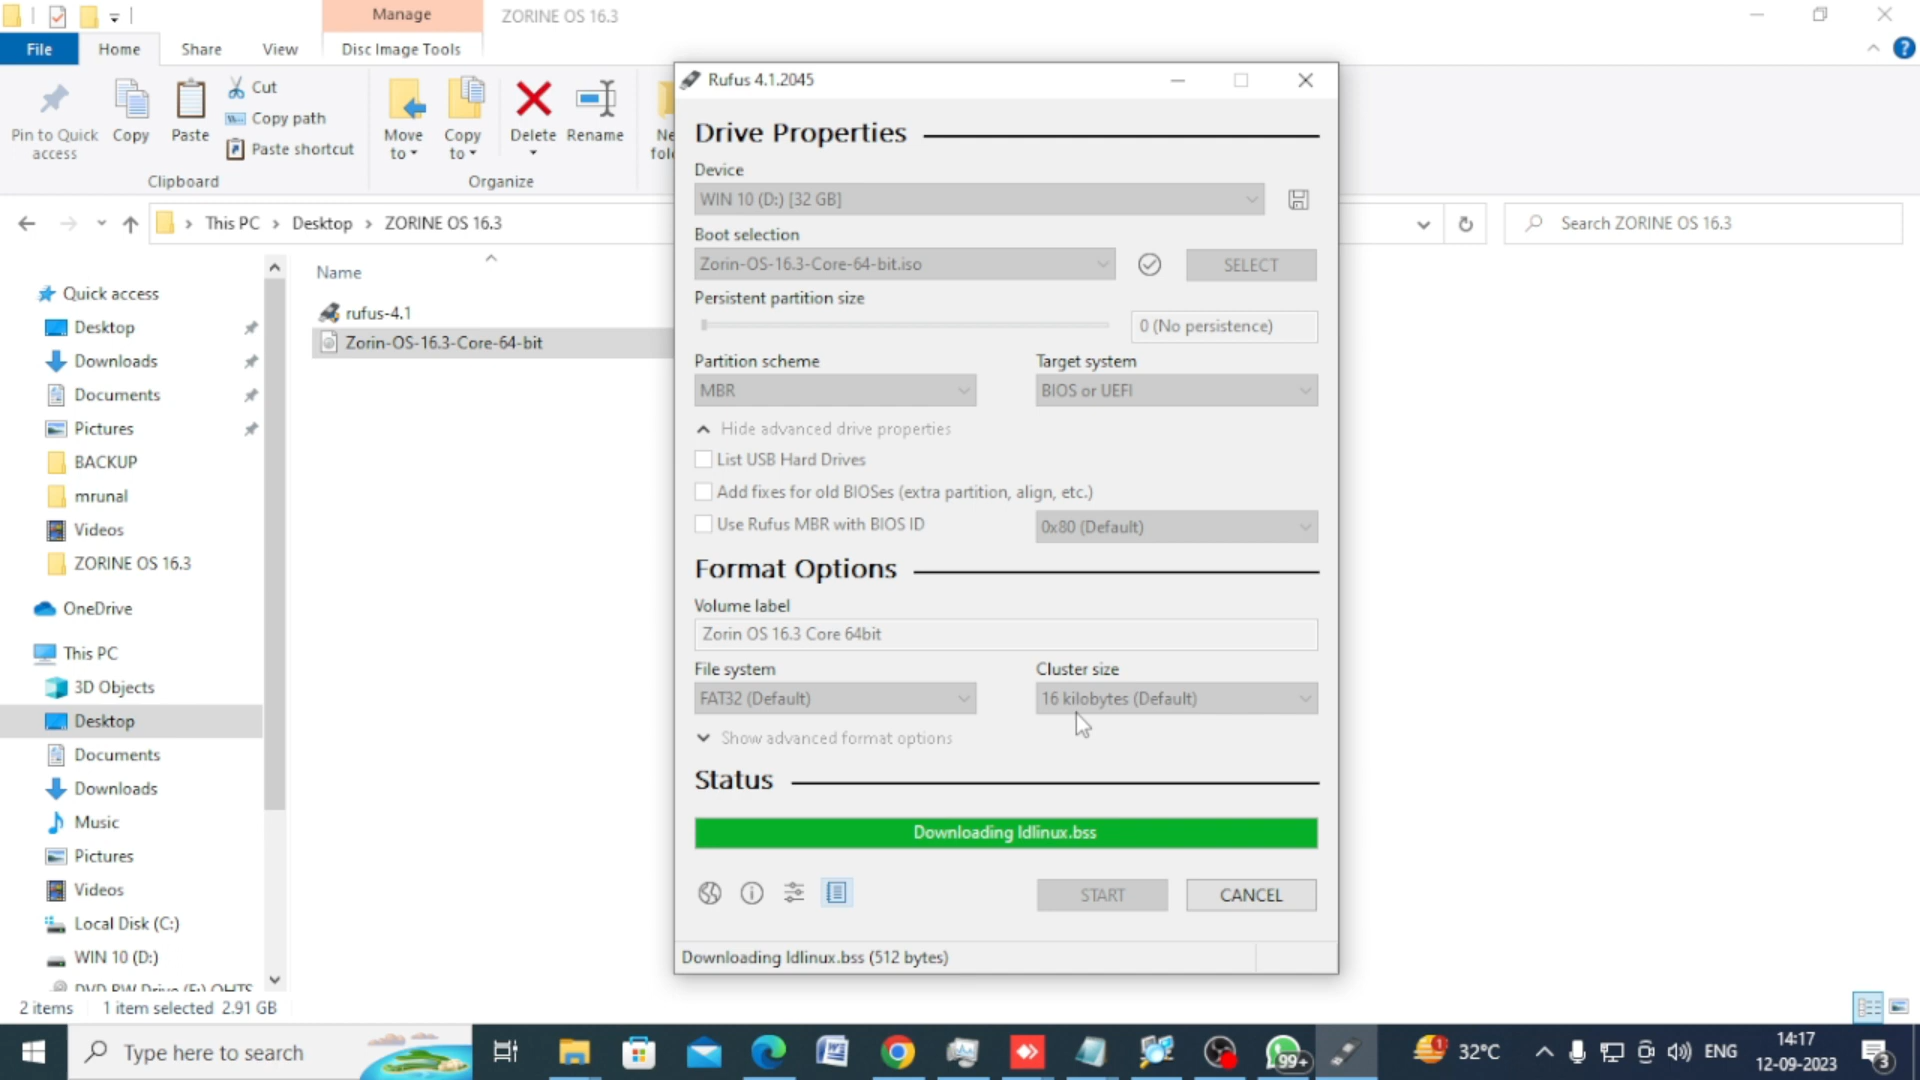 Manage
ZORINE OS 16.3
File
Home
Share
View
Disc Image Tools
Pin to Quick access
Copy
Paste
Cut
Copy path
Paste shortcut
Clipboard
Move to
Copy to
Delete
Rename
Organize
This PC
Desktop
ZORINE OS 16.3
Search ZORINE OS 16.3
Quick access
Desktop
Downloads
Documents
Pictures
BACKUP
mrunal
Videos
ZORINE OS 16.3
OneDrive
This PC
3D Objects
Desktop
Documents
Downloads
Music
Pictures
Videos
Local Disk (C:)
WIN 10 (D:)
Name
rufus-4.1
Zorin-OS-16.3-Core-64-bit
2 items
1 item selected 2.91 GB
Rufus 4.1.2045
Drive Properties
Device
WIN 10 (D:) [32 GB]
Boot selection
Zorin-OS-16.3-Core-64-bit.iso
SELECT
Persistent partition size
0 (No persistence)
Partition scheme
Target system
MBR
BIOS or UEFI
Hide advanced drive properties
List USB Hard Drives
Add fixes for old BIOSes (extra partition, align, etc.)
Use Rufus MBR with BIOS ID
0x80 (Default)
Format Options
Volume label
Zorin OS 16.3 Core 64bit
File system
Cluster size
FAT32 (Default)
16 kilobytes (Default)
Show advanced format options
Status
Downloading ldlinux.bss
START
CANCEL
Downloading ldlinux.bss (512 bytes)
Type here to search
99+
1
32°C
ENG
14:17
12-09-2023
3